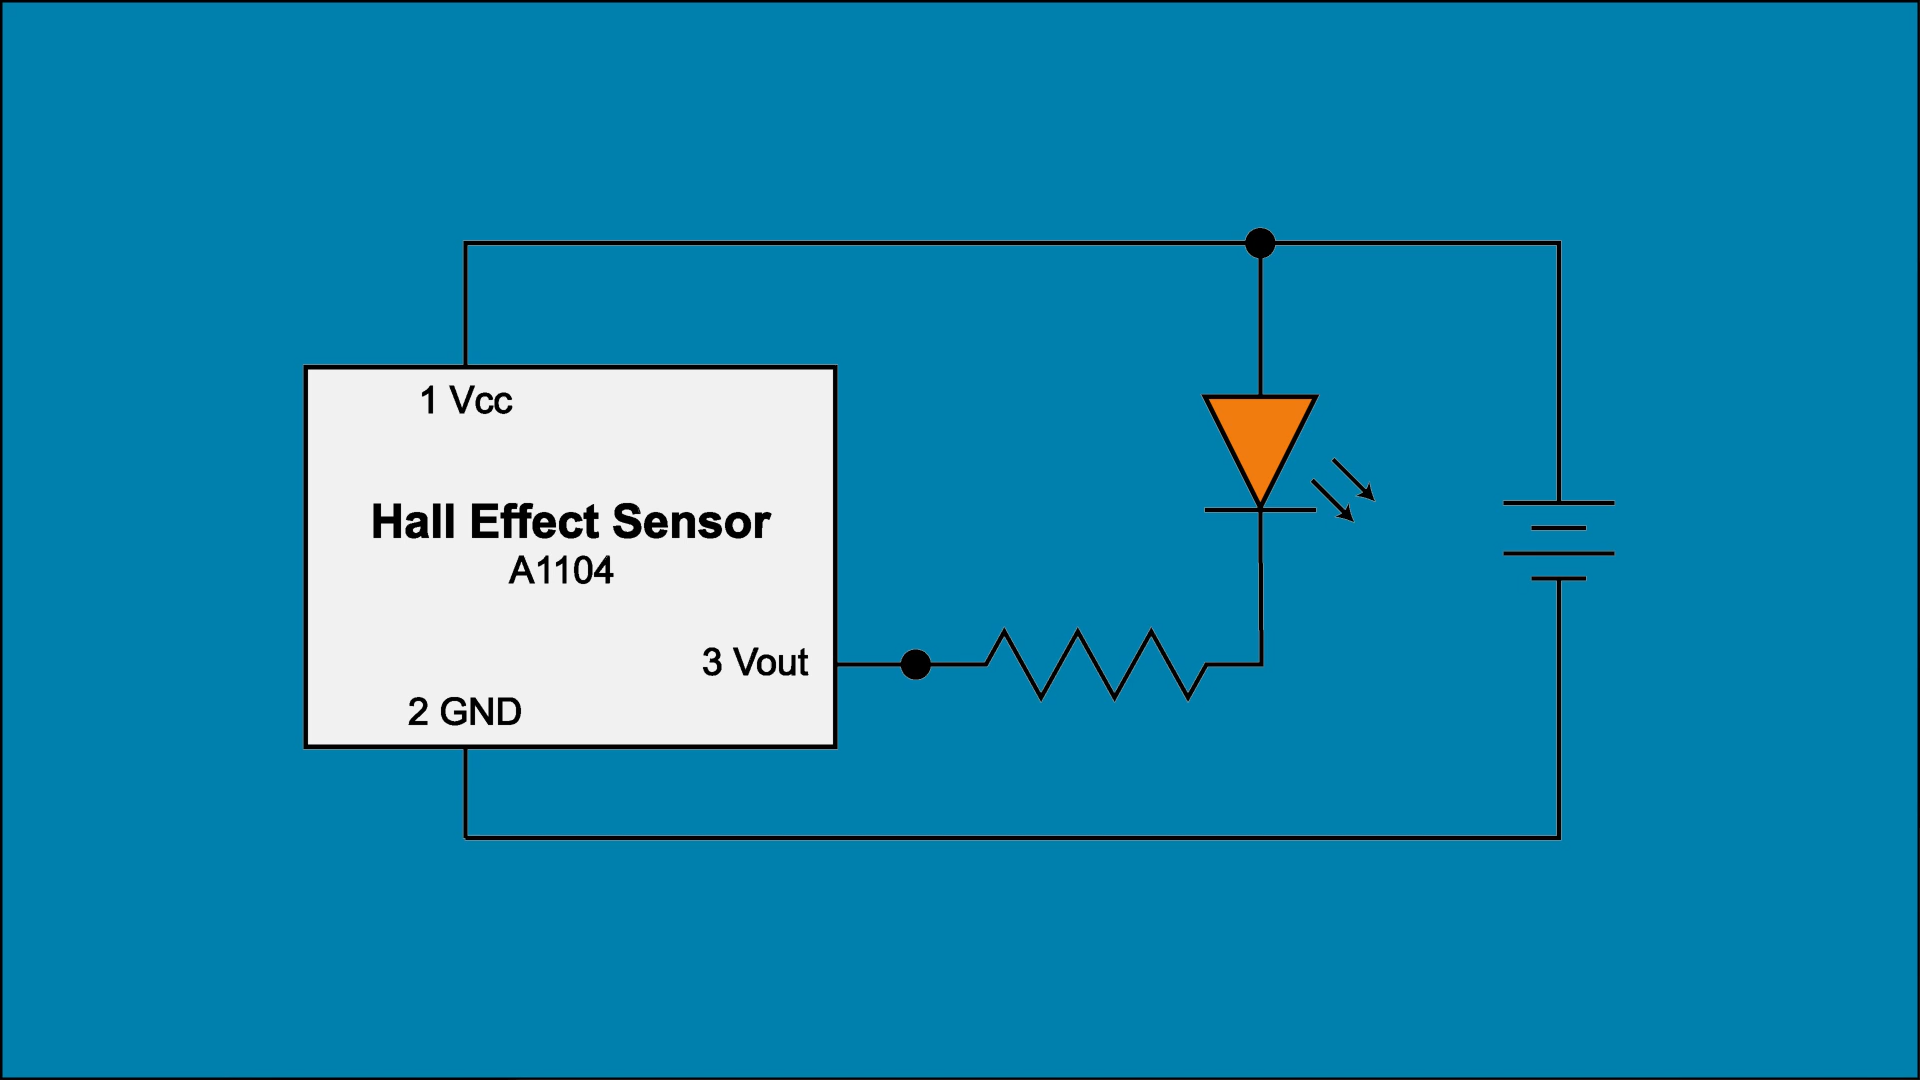 1 Vcc
Hall Effect Sensor
A1104
3 Vout
2 GND